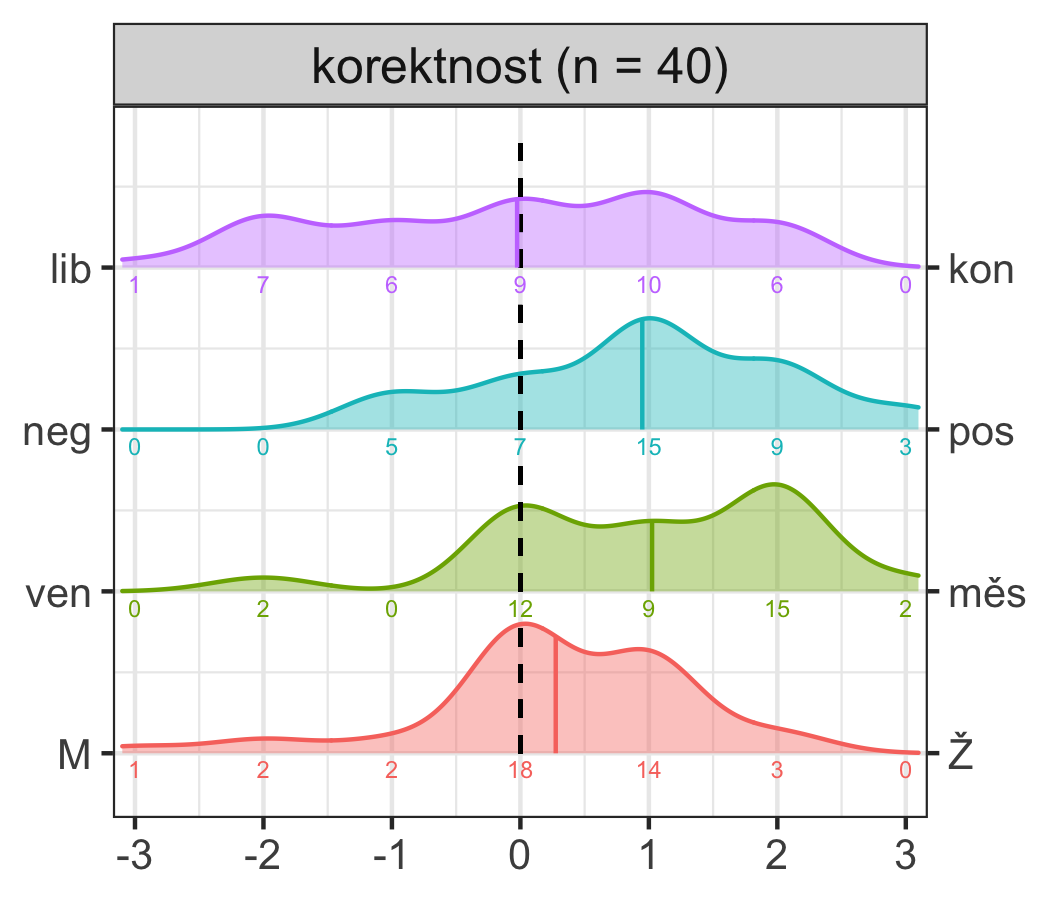 korektnost (n = 40)
lib kon
1 7 6 9 10 6 0
neg pos
0 0 5 7 15 9 3
ven měs
0 2 0 12 9 15 2
M Ž
1 2 2 18 14 3 0
-3 -2 -1 0 1 2 3